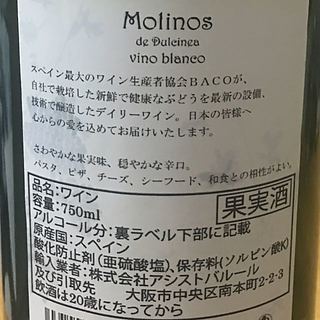 Molinos
de Dulcinea
vino blanco
スペイン最大のワイン生産者協会BACOが、
自社で栽培した新鮮で健康なぶどうを最新の設備、
技術で醸造したデイリーワイン。日本の皆様へ
心からの愛を込めてお届けいたします。
さわやかな果実味、穏やかな辛口。
パスタ、ピザ、チーズ、シーフード、和食との相性がよい。
品名:ワイン
果実酒
容量:750ml
アルコール分:裏ラベル下部に記載
原産国:スペイン
酸化防止剤(亜硫酸塩)、保存料(ソルビン酸K)
輸入業者:株式会社アシストバルール
及び引取先 大阪市中央区南本町2-2-3
飲酒は20歳になってから